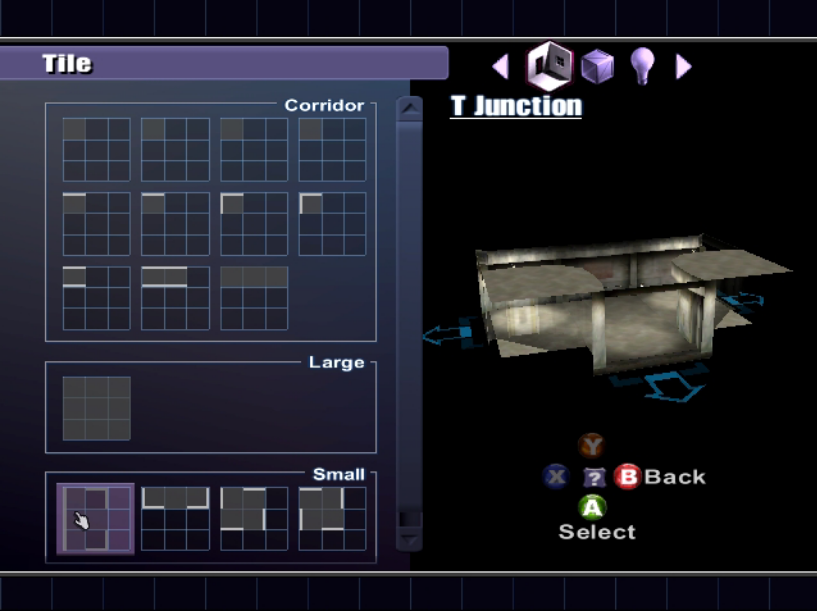 Tile
T Junction
Corridor
Large
Small
Y
X ? B Back
A
Select